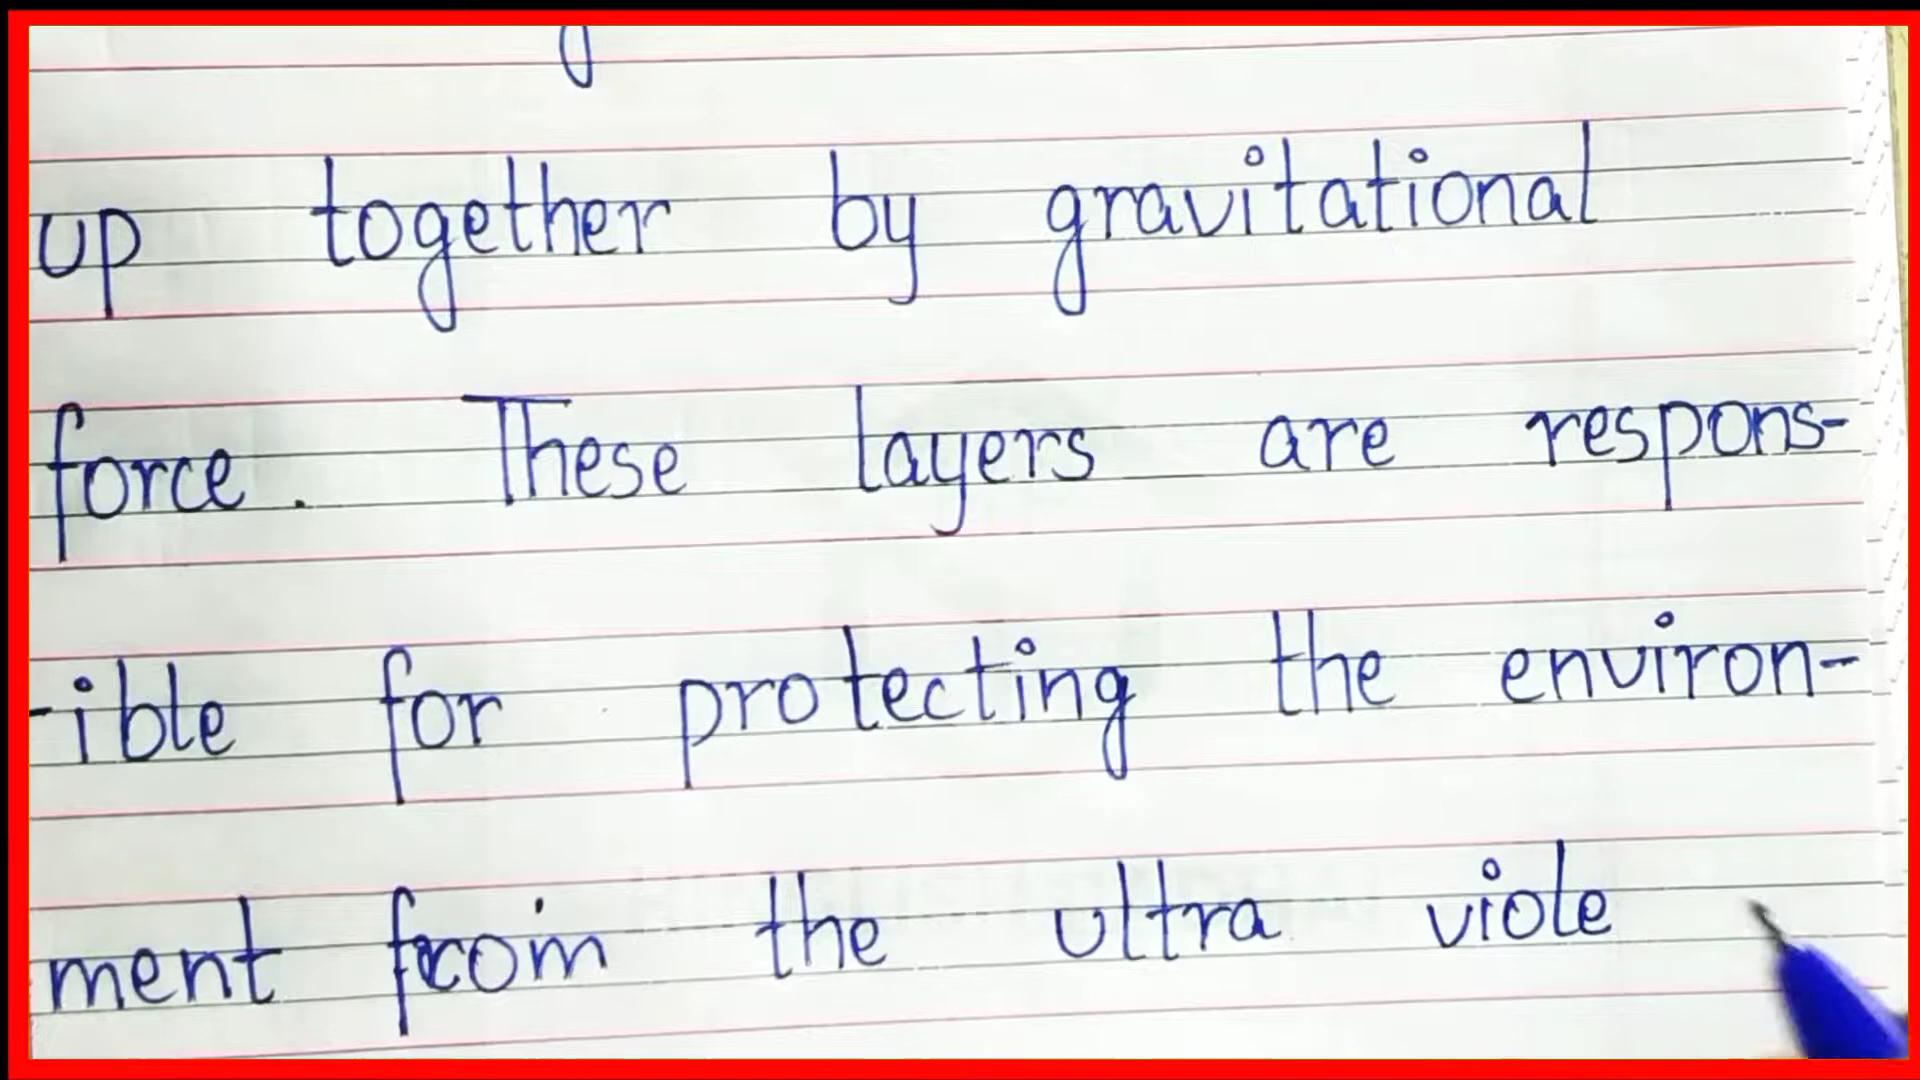 up together by gravitational
force. These layers are respons-
-ible for protecting the environ-
ment from the ultra viole